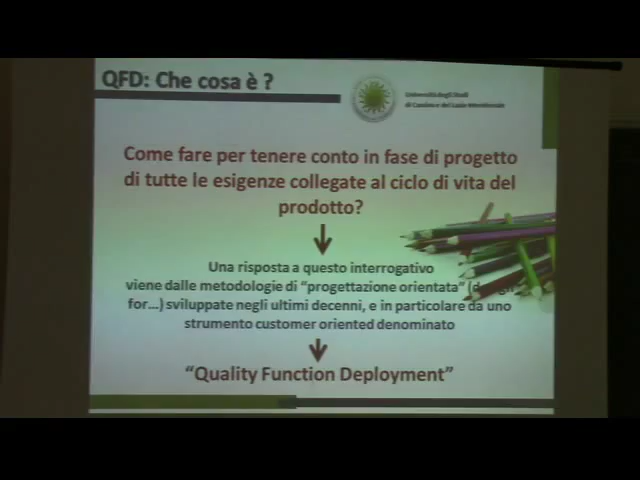 QFD: Che cosa è ?
Università degli Studi
di Cassino e del Lazio Meridionale
Come fare per tenere conto in fase di progetto
di tutte le esigenze collegate al ciclo di vita del
prodotto?
Una risposta a questo interrogativo
viene dalle metodologie di “progettazione orientata” (design
for...) sviluppate negli ultimi decenni, e in particolare da uno
strumento customer oriented denominato
“Quality Function Deployment”